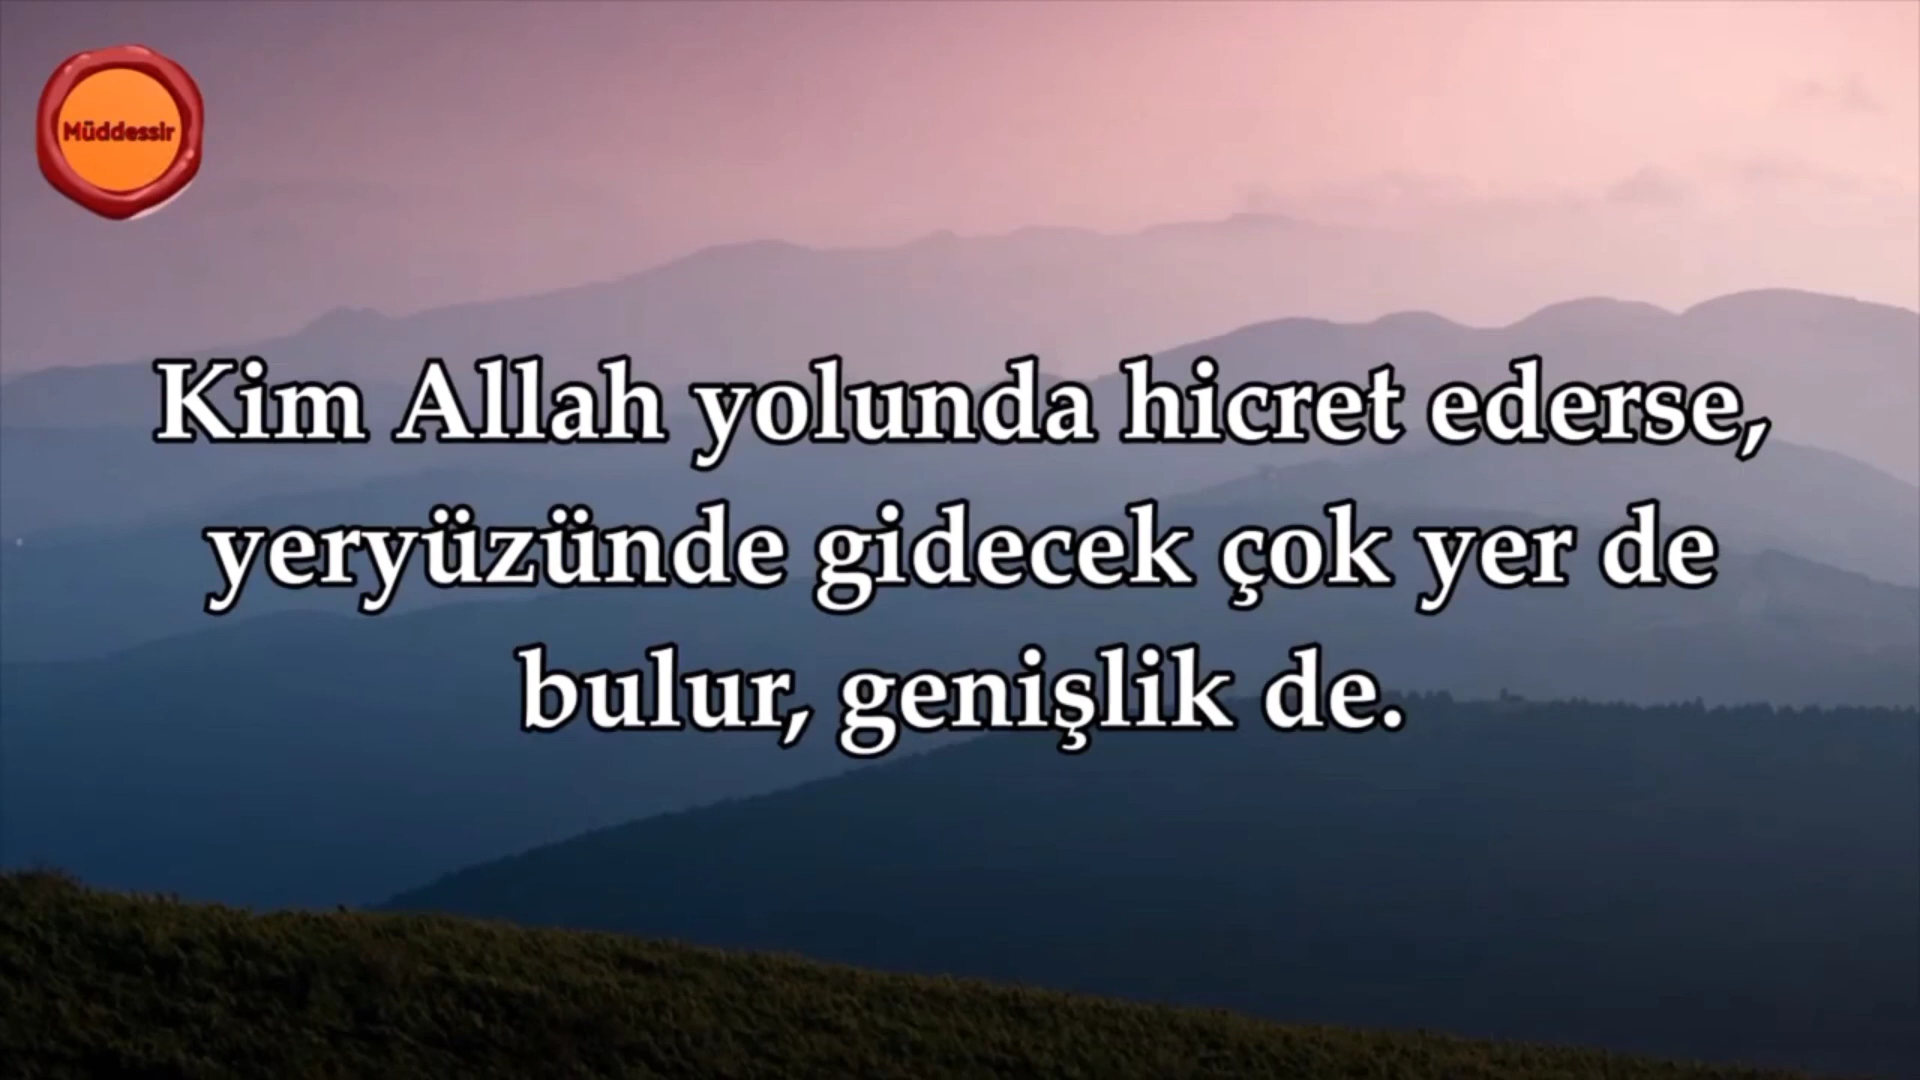 Müddessir
Kim Allah yolunda hicret ederse,
yeryüzünde gidecek çok yer de
bulur, genişlik de.